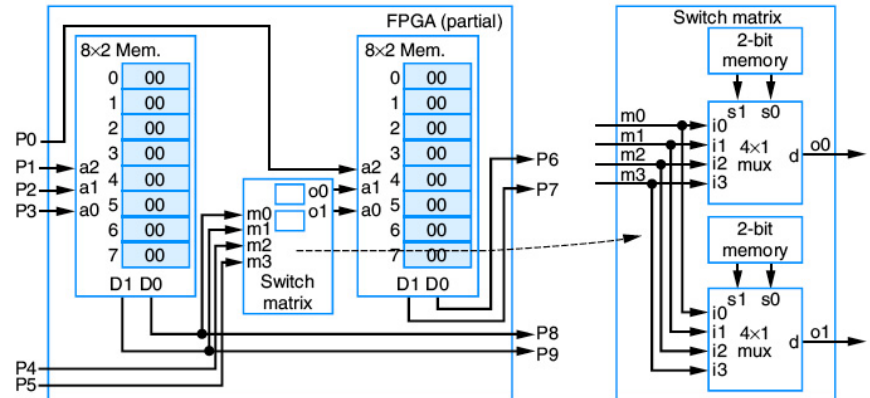 FPGA (partial)
Switch matrix
8×2 Mem.
8×2 Mem.
2-bit
memory
0 00
1 00
2 00
3 00
4 00
5 00
6 00
7 00
D1 D0
0 00
1 00
2 00
3 00
4 00
5 00
6 00
7 00
D1 D0
P0
P1
P2
P3
P4
P5
a2
a1
a0
a2
a1
a0
m0
m1
m2
m3
o0
o1
Switch
matrix
P6
P7
P8
P9
m0
m1
m2
m3
s1 s0
i0
i1
i2
i3
4×1
mux
d
o0
2-bit
memory
s1 s0
i0
i1
i2
i3
4×1
mux
d
o1